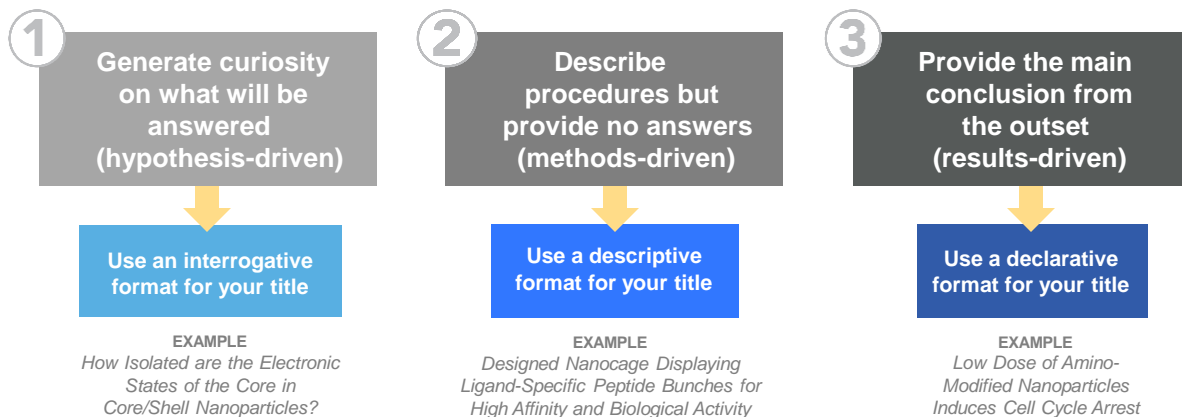 1
Generate curiosity
on what will be
answered
(hypothesis-driven)
Use an interrogative
format for your title
EXAMPLE
How Isolated are the Electronic
States of the Core in
Core/Shell Nanoparticles?
2
Describe
procedures but
provide no answers
(methods-driven)
Use a descriptive
format for your title
EXAMPLE
Designed Nanocage Displaying
Ligand-Specific Peptide Bunches for
High Affinity and Biological Activity
3
Provide the main
conclusion from
the outset
(results-driven)
Use a declarative
format for your title
EXAMPLE
Low Dose of Amino-
Modified Nanoparticles
Induces Cell Cycle Arrest